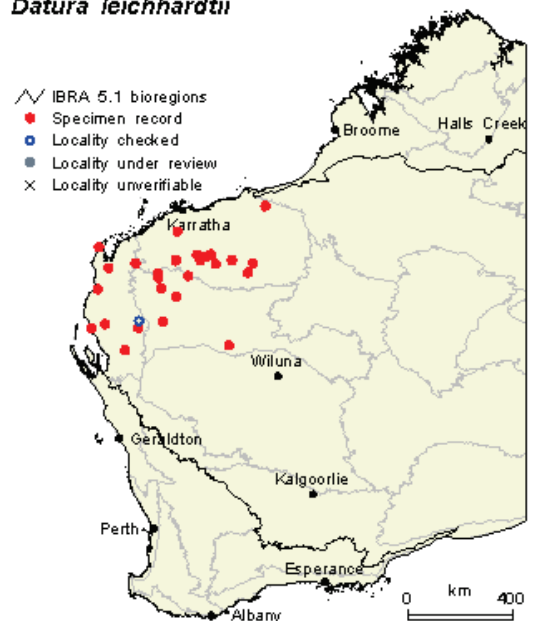 Datura leichhardtii
IBRA 5.1 bioregions
Specimen record
Locality checked
Locality under review
Locality unverifiable
Broome
Halls Creek
Karratha
Wiluna
Geraldton
Kalgoorlie
Perth
Esperance
Albany
km
0 400